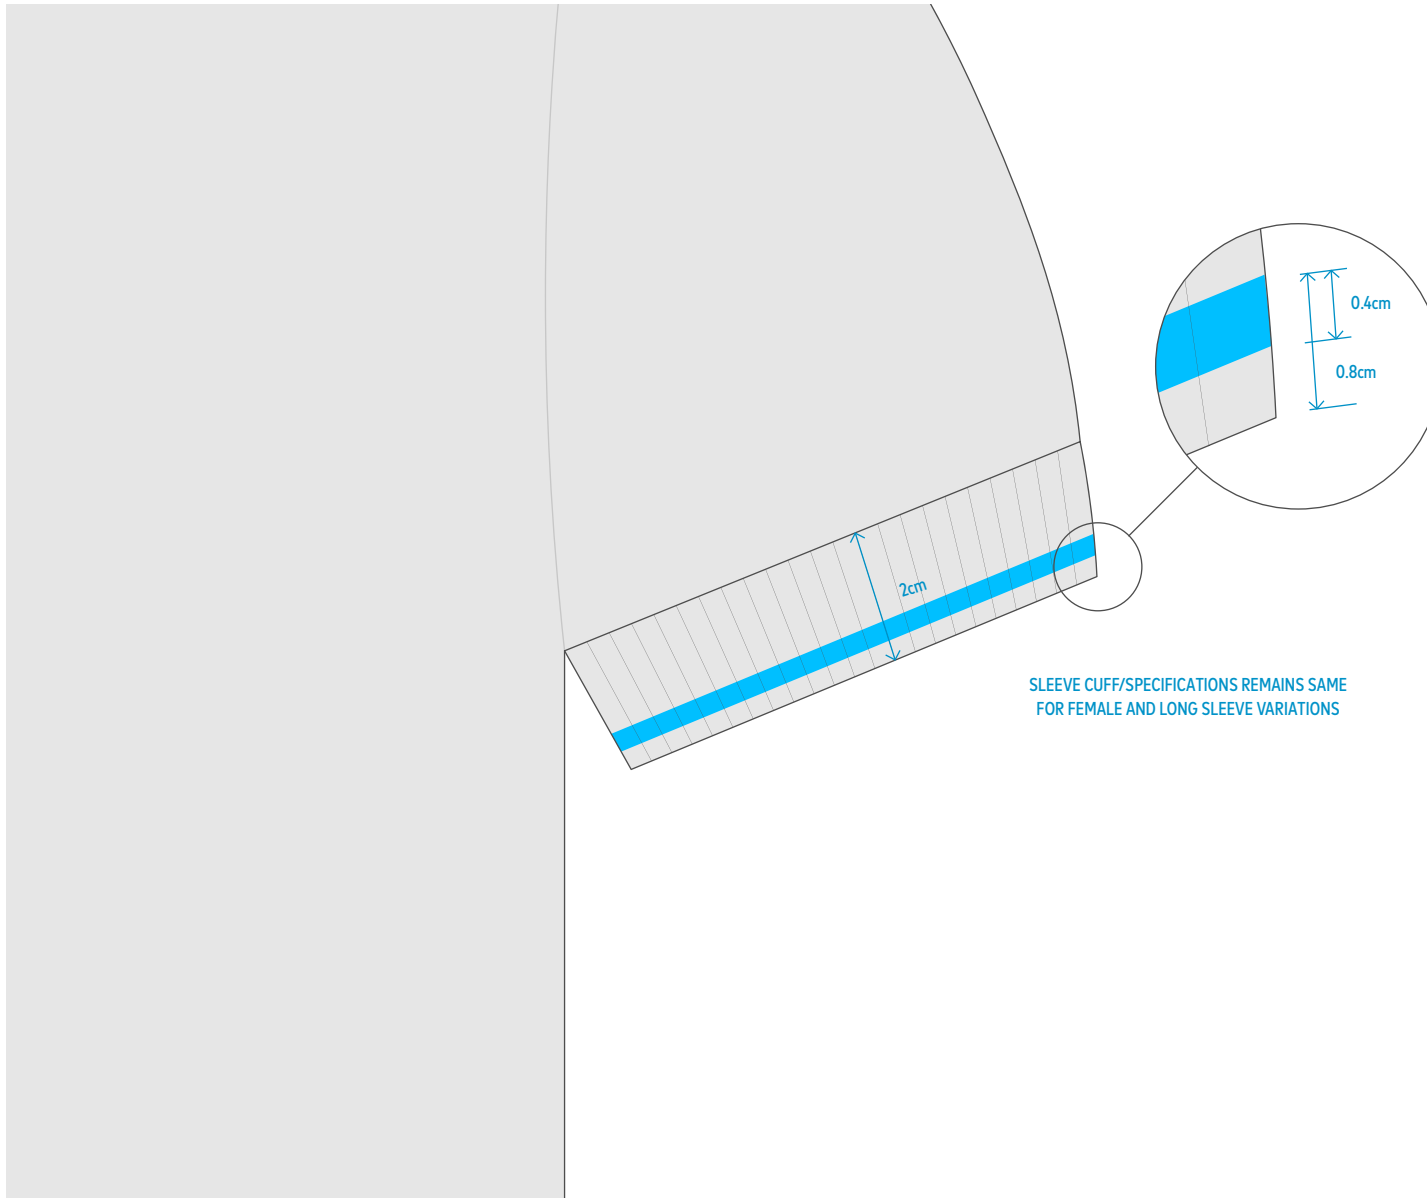 0.4cm
0.8cm
2cm
SLEEVE CUFF/SPECIFICATIONS REMAINS SAME
FOR FEMALE AND LONG SLEEVE VARIATIONS